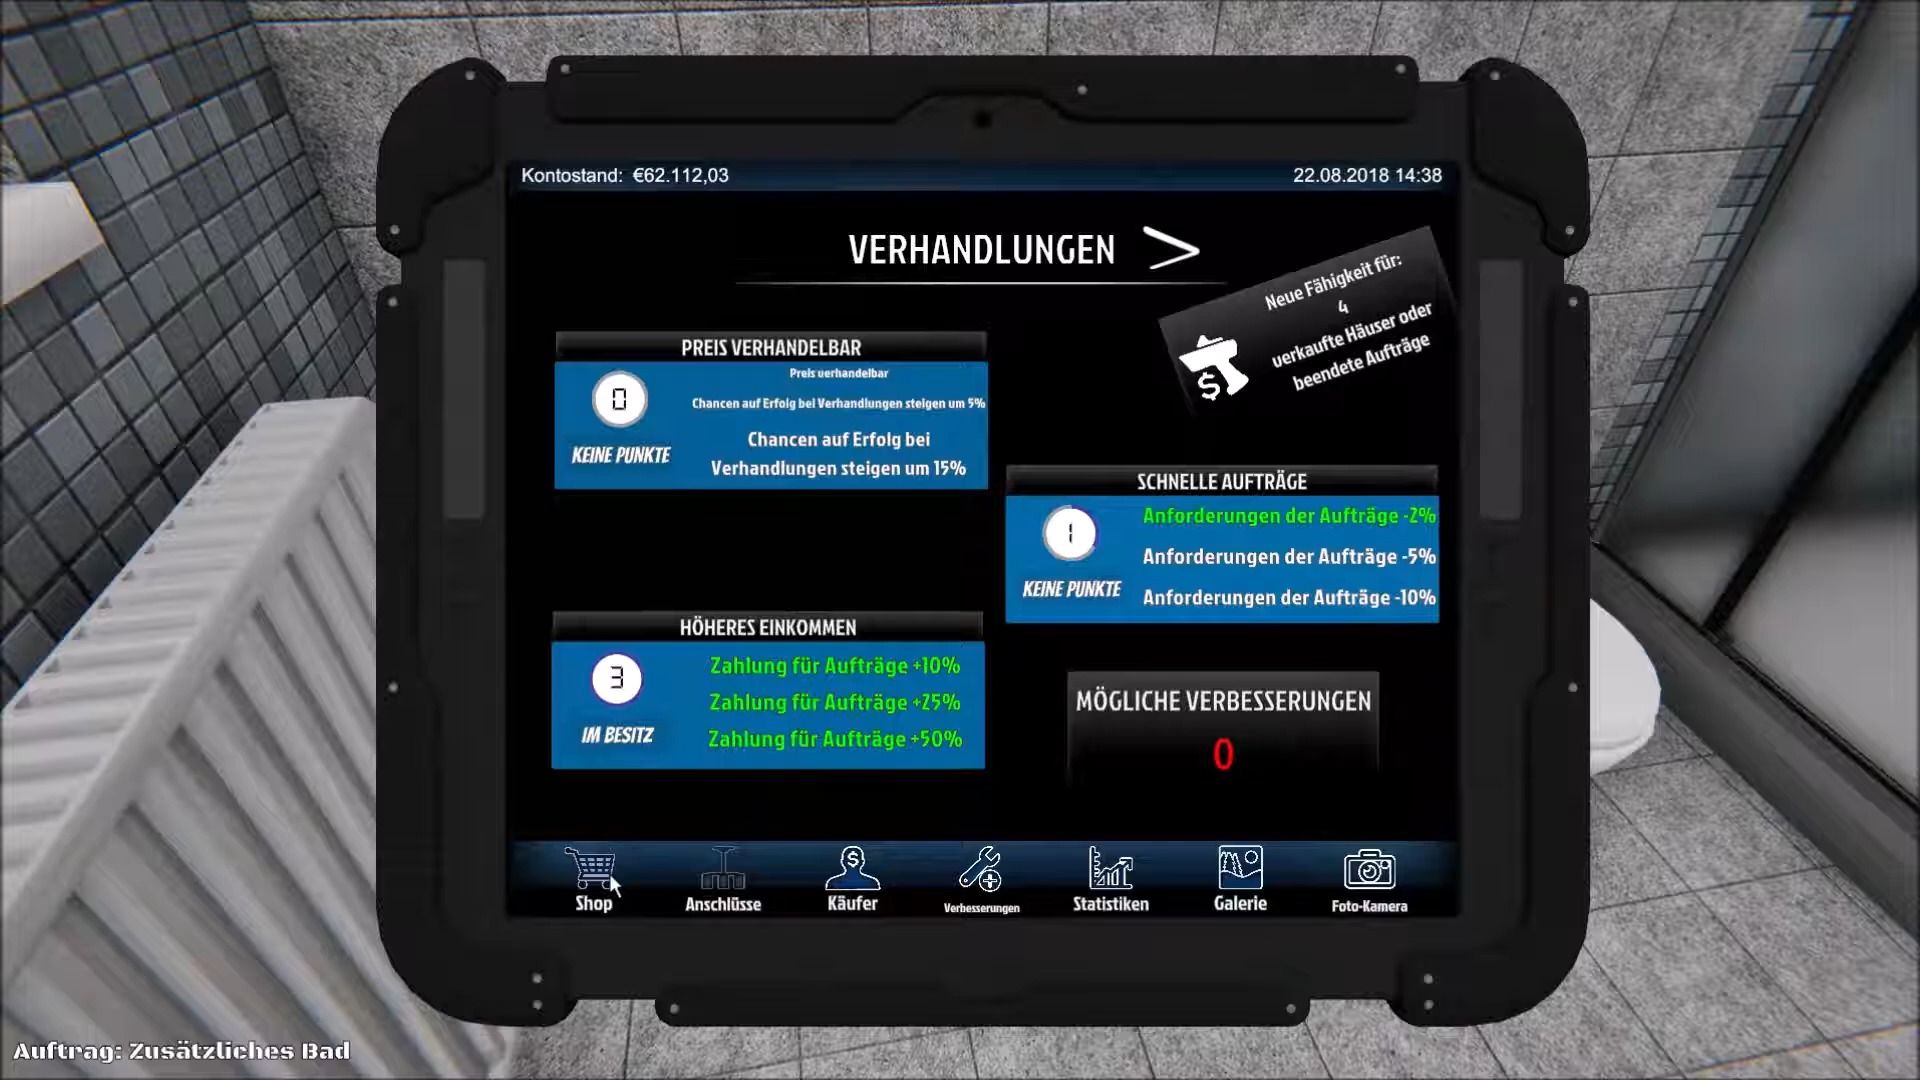 Kontostand: €62.112,03
22.08.2018 14:38
VERHANDLUNGEN >
Neue Fähigkeit für:
4
verkaufte Häuser oder
beendete Aufträge
PREIS VERHANDELBAR
0
KEINE PUNKTE
Preis verhandelbar
Chancen auf Erfolg bei Verhandlungen steigen um 5%
Chancen auf Erfolg bei
Verhandlungen steigen um 15%
SCHNELLE AUFTRÄGE
1
KEINE PUNKTE
Anforderungen der Aufträge -2%
Anforderungen der Aufträge -5%
Anforderungen der Aufträge -10%
HÖHERES EINKOMMEN
3
IM BESITZ
Zahlung für Aufträge +10%
Zahlung für Aufträge +25%
Zahlung für Aufträge +50%
MÖGLICHE VERBESSERUNGEN
0
Shop
Anschlüsse
Käufer
Verbesserungen
Statistiken
Galerie
Foto-Kamera
Auftrag: Zusätzliches Bad